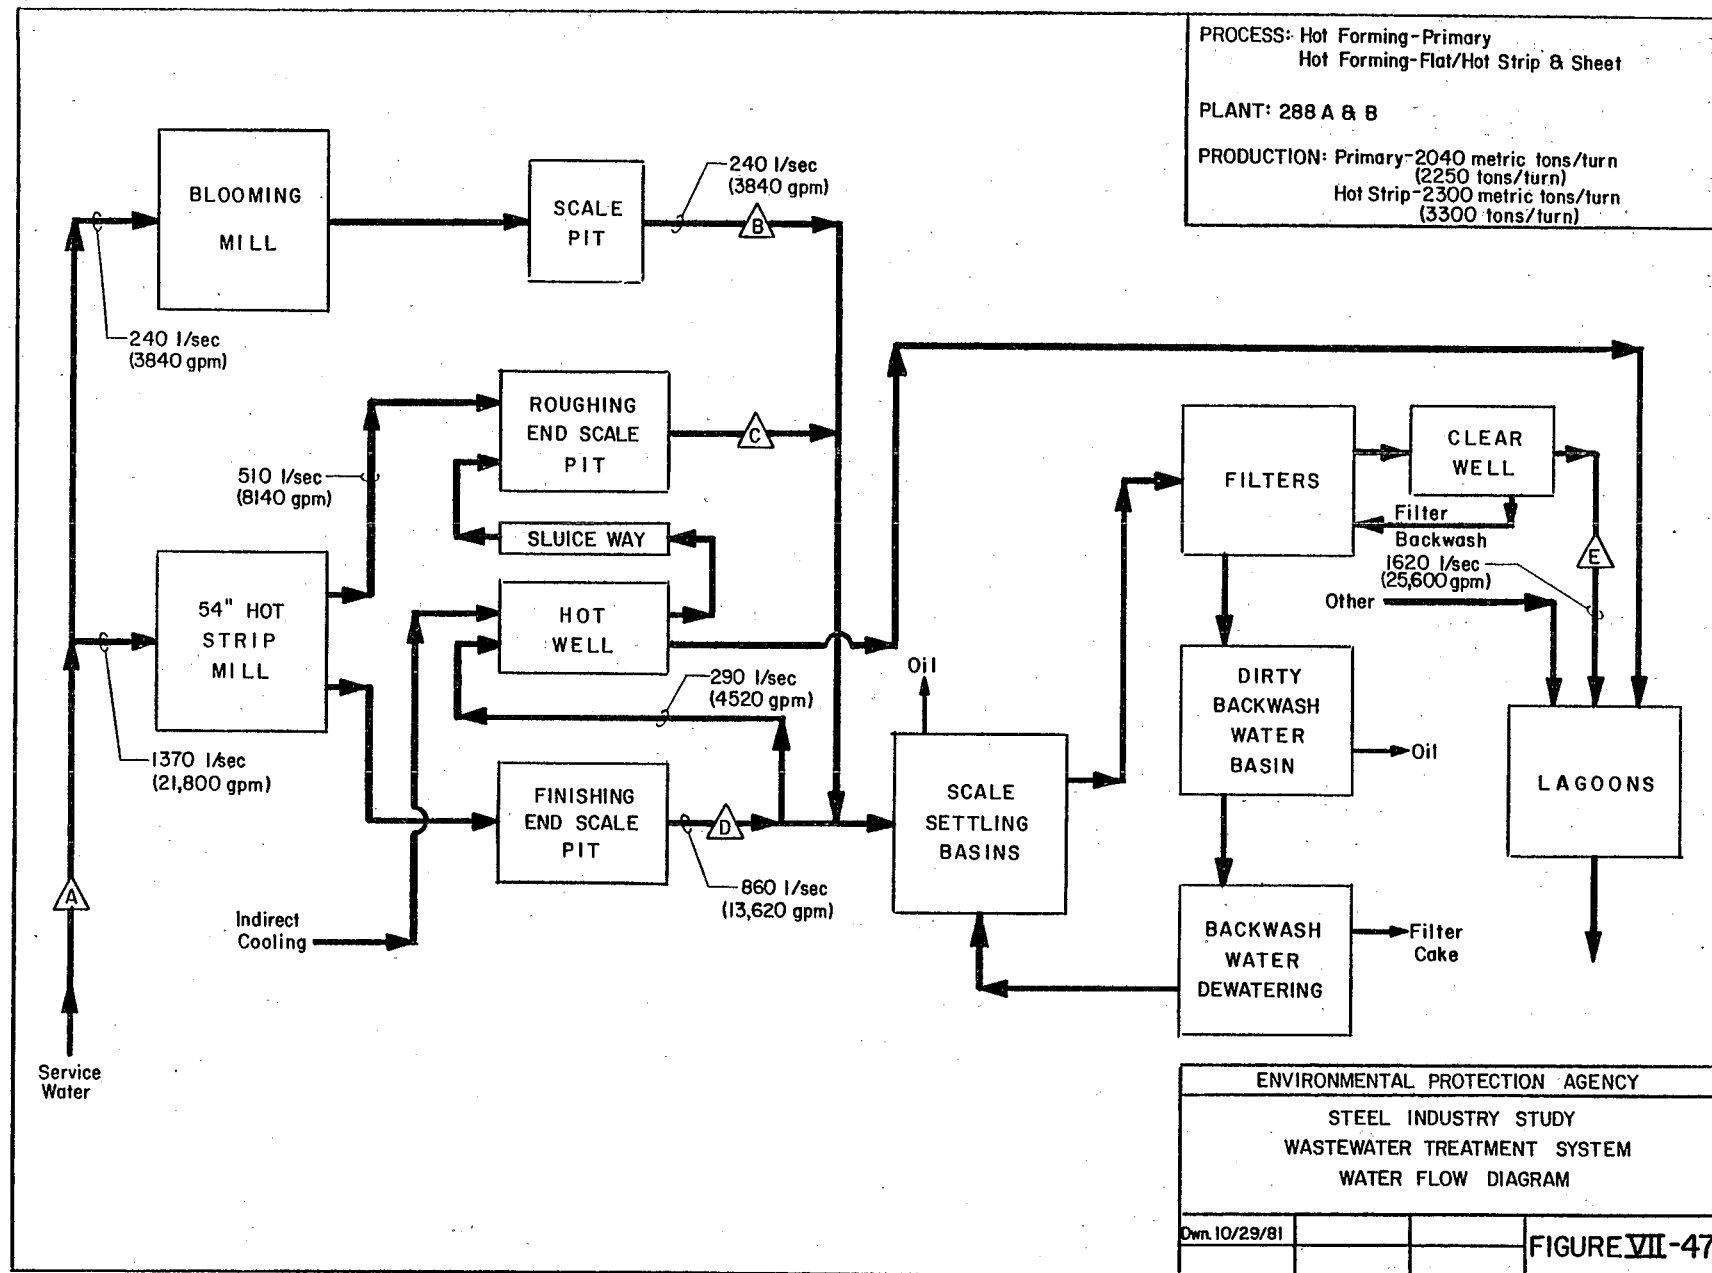 PROCESS: Hot Forming-Primary
Hot Forming-Flat/Hot Strip & Sheet
PLANT: 288 A & B
PRODUCTION: Primary-2040 metric tons/turn
(2250 tons/turn)
Hot Strip-2300 metric tons/turn
(3300 tons/turn)
BLOOMING
MILL
SCALE
PIT
240 l/sec
(3840 gpm)
B
240 l/sec
(3840 gpm)
ROUGHING
END SCALE
PIT
C
510 l/sec
(8140 gpm)
SLUICE WAY
54" HOT
STRIP
MILL
HOT
WELL
1370 l/sec
(21,800 gpm)
290 l/sec
(4520 gpm)
FINISHING
END SCALE
PIT
D
860 l/sec
(13,620 gpm)
A
Indirect
Cooling
Service
Water
Oil
SCALE
SETTLING
BASINS
FILTERS
CLEAR
WELL
Filter
Backwash
E
1620 l/sec
(25,600 gpm)
Other
DIRTY
BACKWASH
WATER
BASIN
Oil
LAGOONS
BACKWASH
WATER
DEWATERING
Filter
Cake
ENVIRONMENTAL PROTECTION AGENCY
STEEL INDUSTRY STUDY
WASTEWATER TREATMENT SYSTEM
WATER FLOW DIAGRAM
Dwn. 10/29/81
FIGURE VII-47